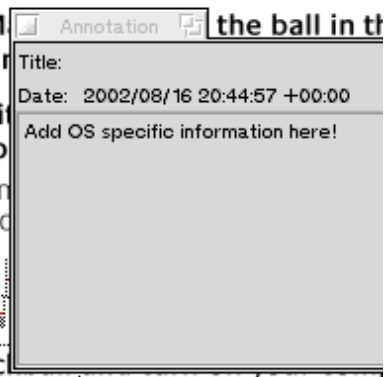 Annotation
the ball in
Title:
Date: 2002/08/16 20:44:57 +00:00
Add OS specific information here!